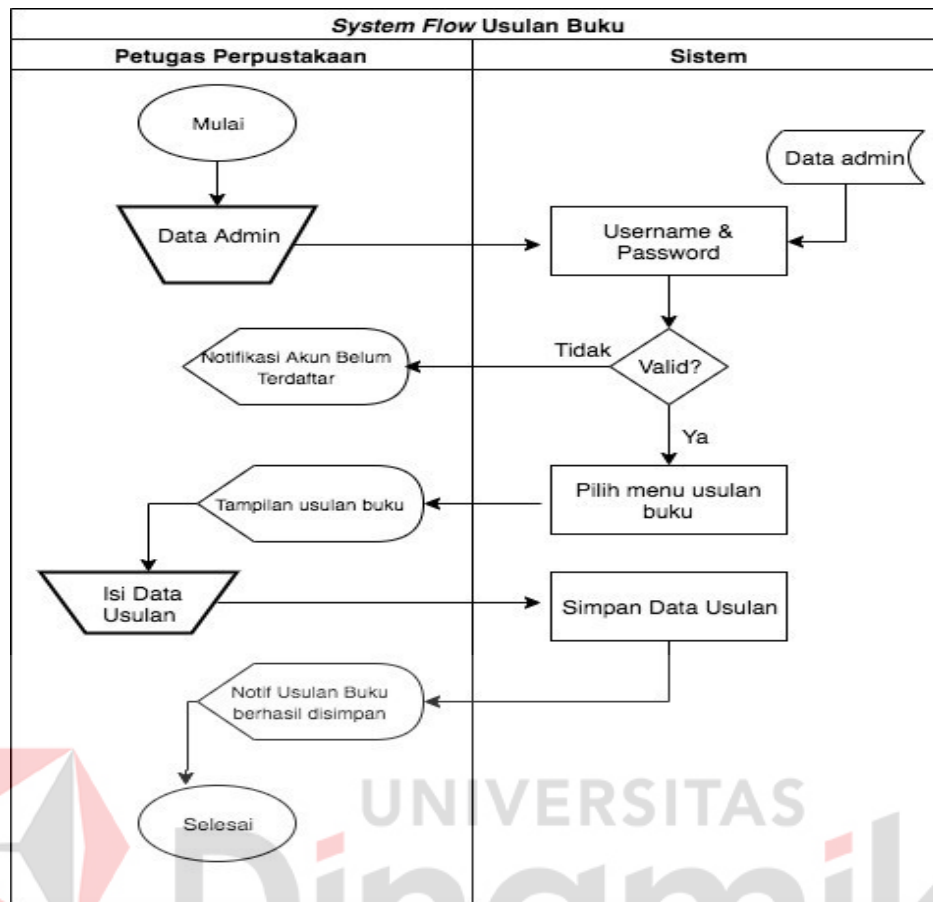 System Flow Usulan Buku
Petugas Perpustakaan
Sistem
Mulai
Data admin
Data Admin
Username &
Password
Notifikasi Akun Belum
Terdaftar
Tidak
Valid?
Ya
Tampilan usulan buku
Pilih menu usulan
buku
Isi Data
Usulan
Simpan Data Usulan
Notif Usulan Buku
berhasil disimpan
Selesai
UNIVERSITAS